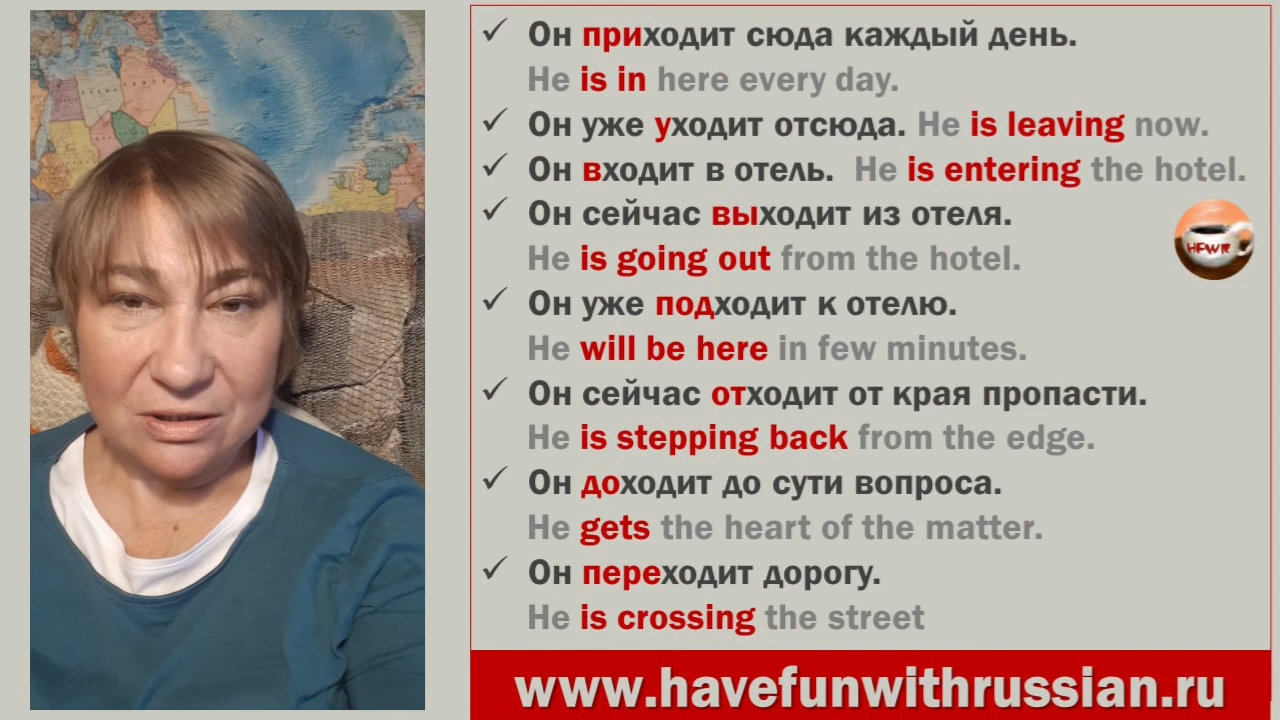 Он приходит сюда каждый день.
He is in here every day.
Он уже уходит отсюда. He is leaving now.
Он входит в отель. He is entering the hotel.
Он сейчас выходит из отеля.
He is going out from the hotel.
HFWR
Он уже подходит к отелю.
He will be here in few minutes.
Он сейчас отходит от края пропасти.
He is stepping back from the edge.
Он доходит до сути вопроса.
He gets the heart of the matter.
Он переходит дорогу.
He is crossing the street
www.havefunwithrussian.ru